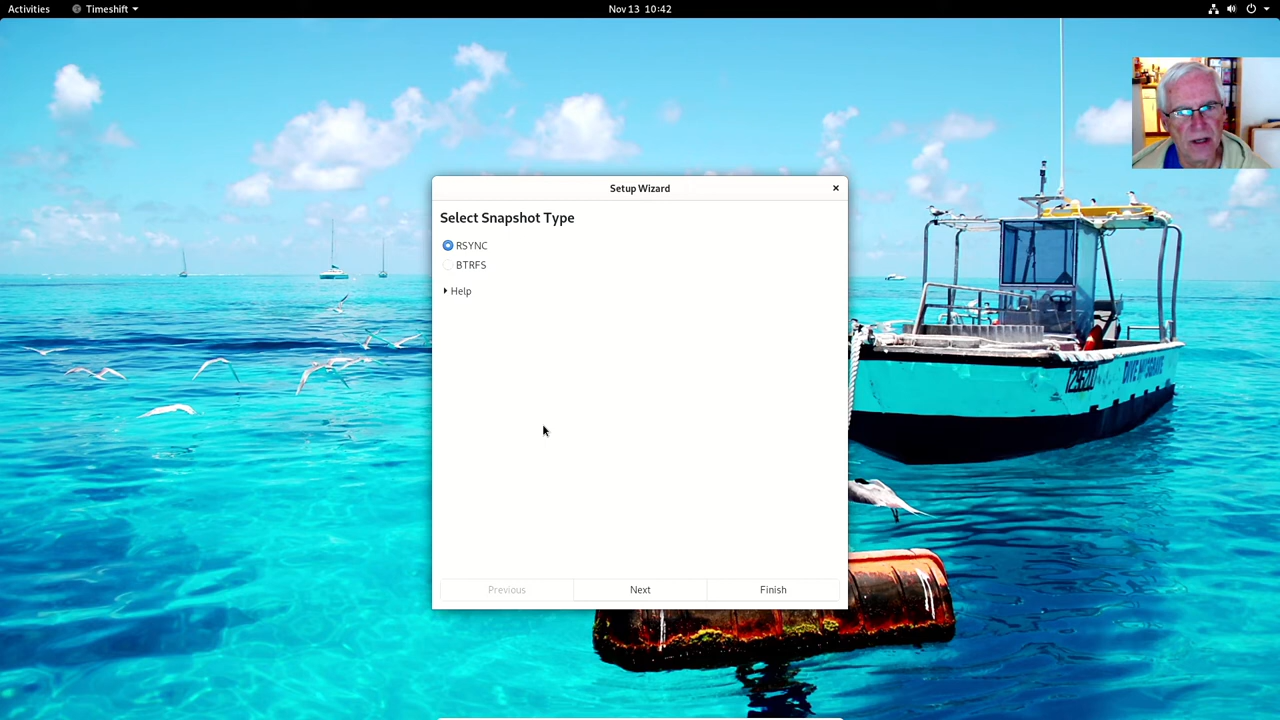 Activities
Timeshift
Nov 13 10:42
Setup Wizard
Select Snapshot Type
RSYNC
BTRFS
Help
Previous
Next
Finish